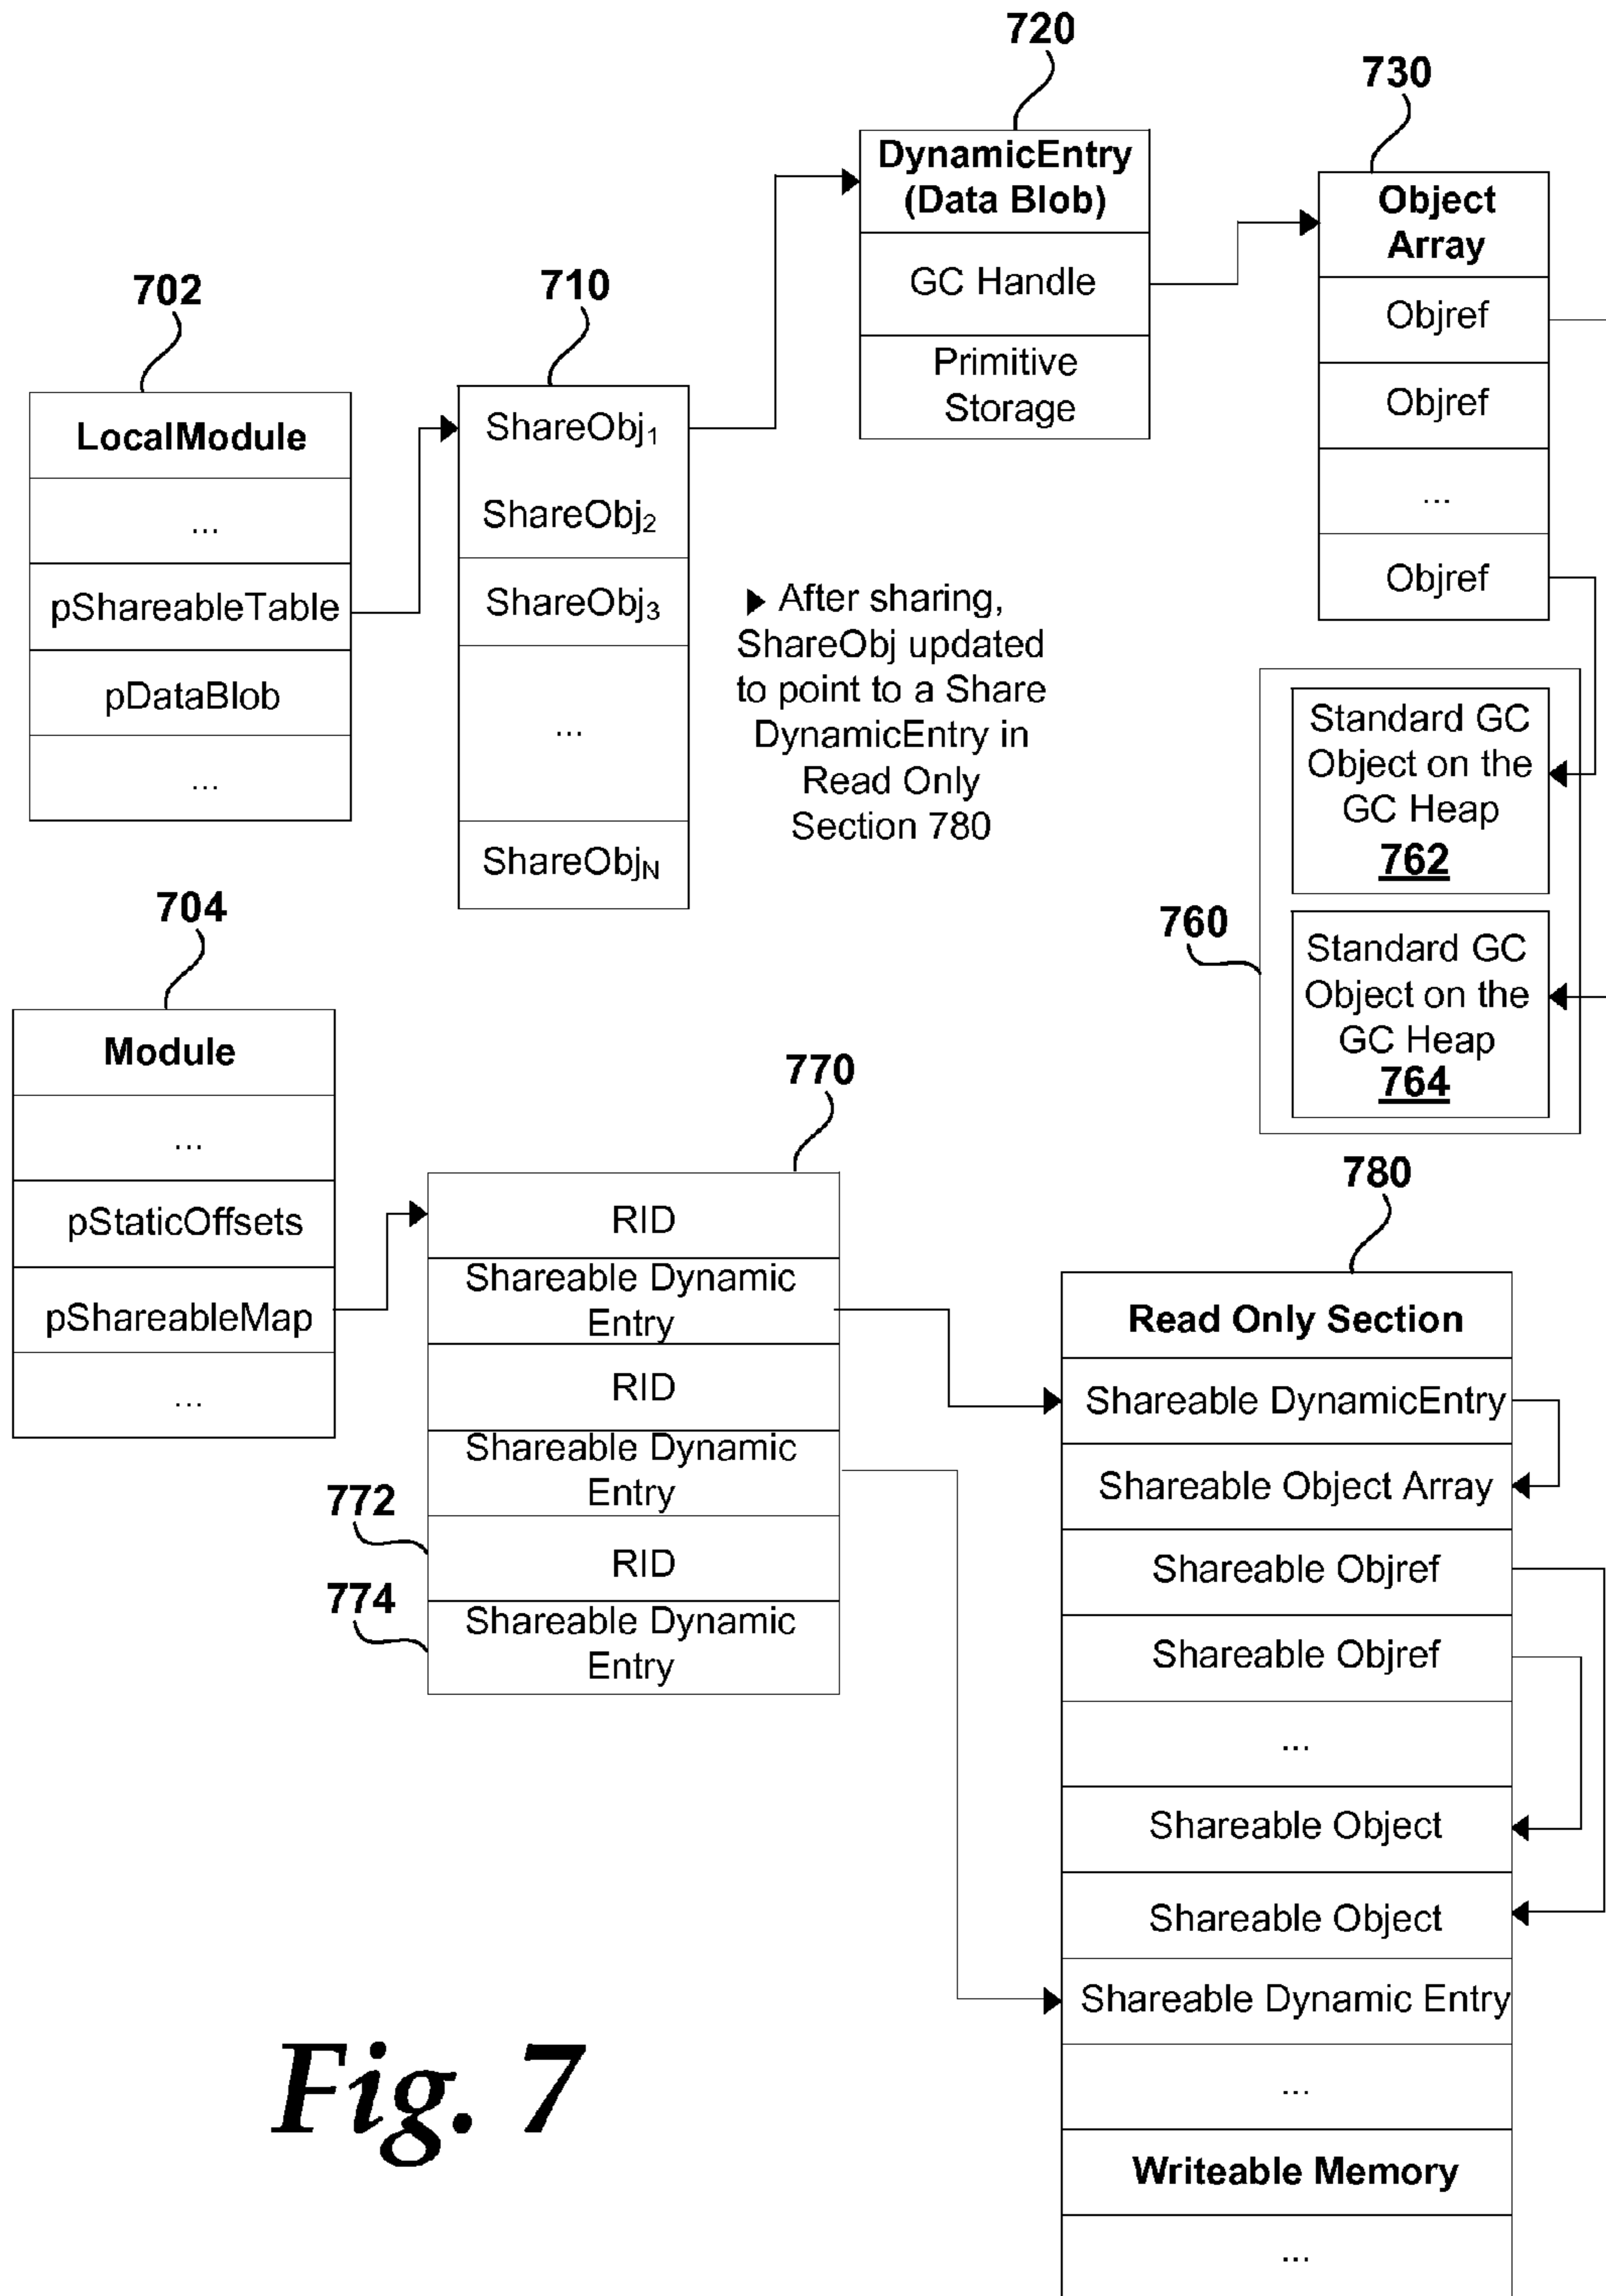 720
DynamicEntry
(Data Blob)
GC Handle
Primitive
Storage
730
Object
Array
Objref
Objref
...
Objref
702
LocalModule
...
pShareableTable
pDataBlob
...
710
ShareObj1
ShareObj2
ShareObj3
...
ShareObjN
After sharing,
ShareObj updated
to point to a Share
DynamicEntry in
Read Only
Section 780
760
Standard GC
Object on the
GC Heap
762
Standard GC
Object on the
GC Heap
764
704
Module
...
pStaticOffsets
pShareableMap
...
770
RID
Shareable Dynamic
Entry
RID
Shareable Dynamic
Entry
772
RID
774
Shareable Dynamic
Entry
780
Read Only Section
Shareable DynamicEntry
Shareable Object Array
Shareable Objref
Shareable Objref
...
Shareable Object
Shareable Object
Shareable Dynamic Entry
...
Writeable Memory
...
Fig. 7